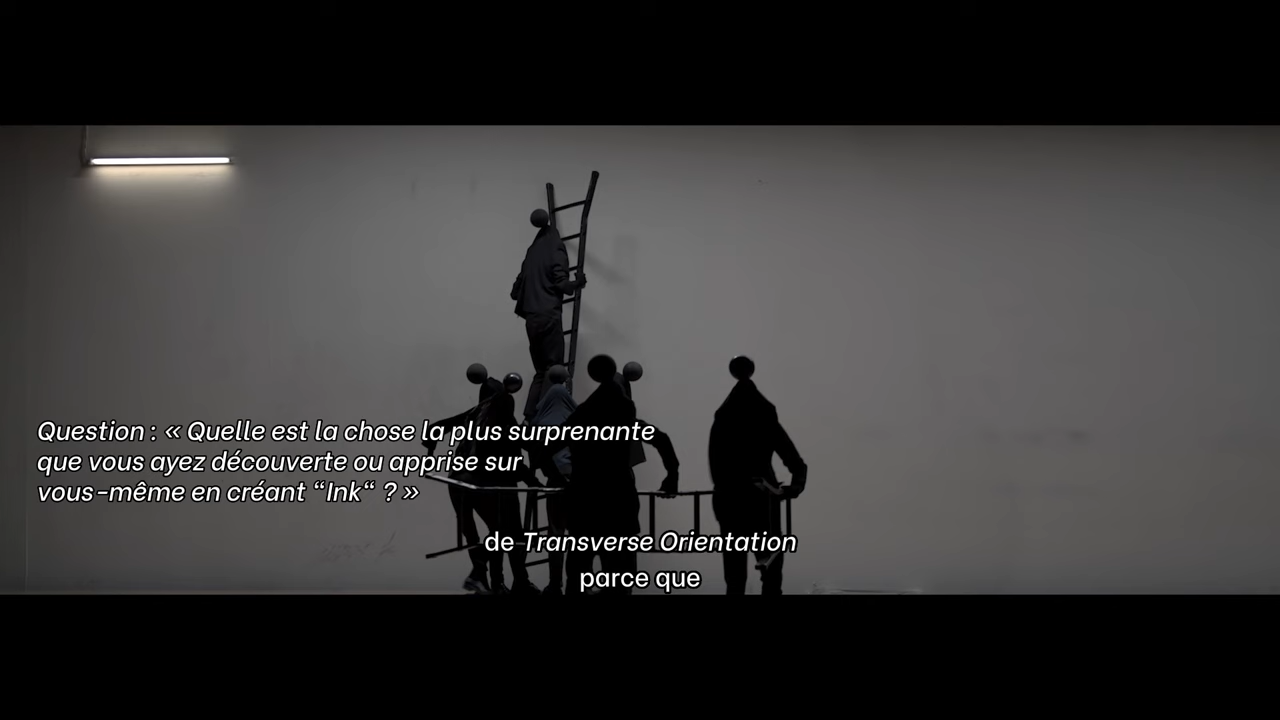 Question : « Quelle est la chose la plus surprenante
que vous ayez découverte ou apprise sur
vous-même en créant “Ink“ ? »
de Transverse Orientation
parce que